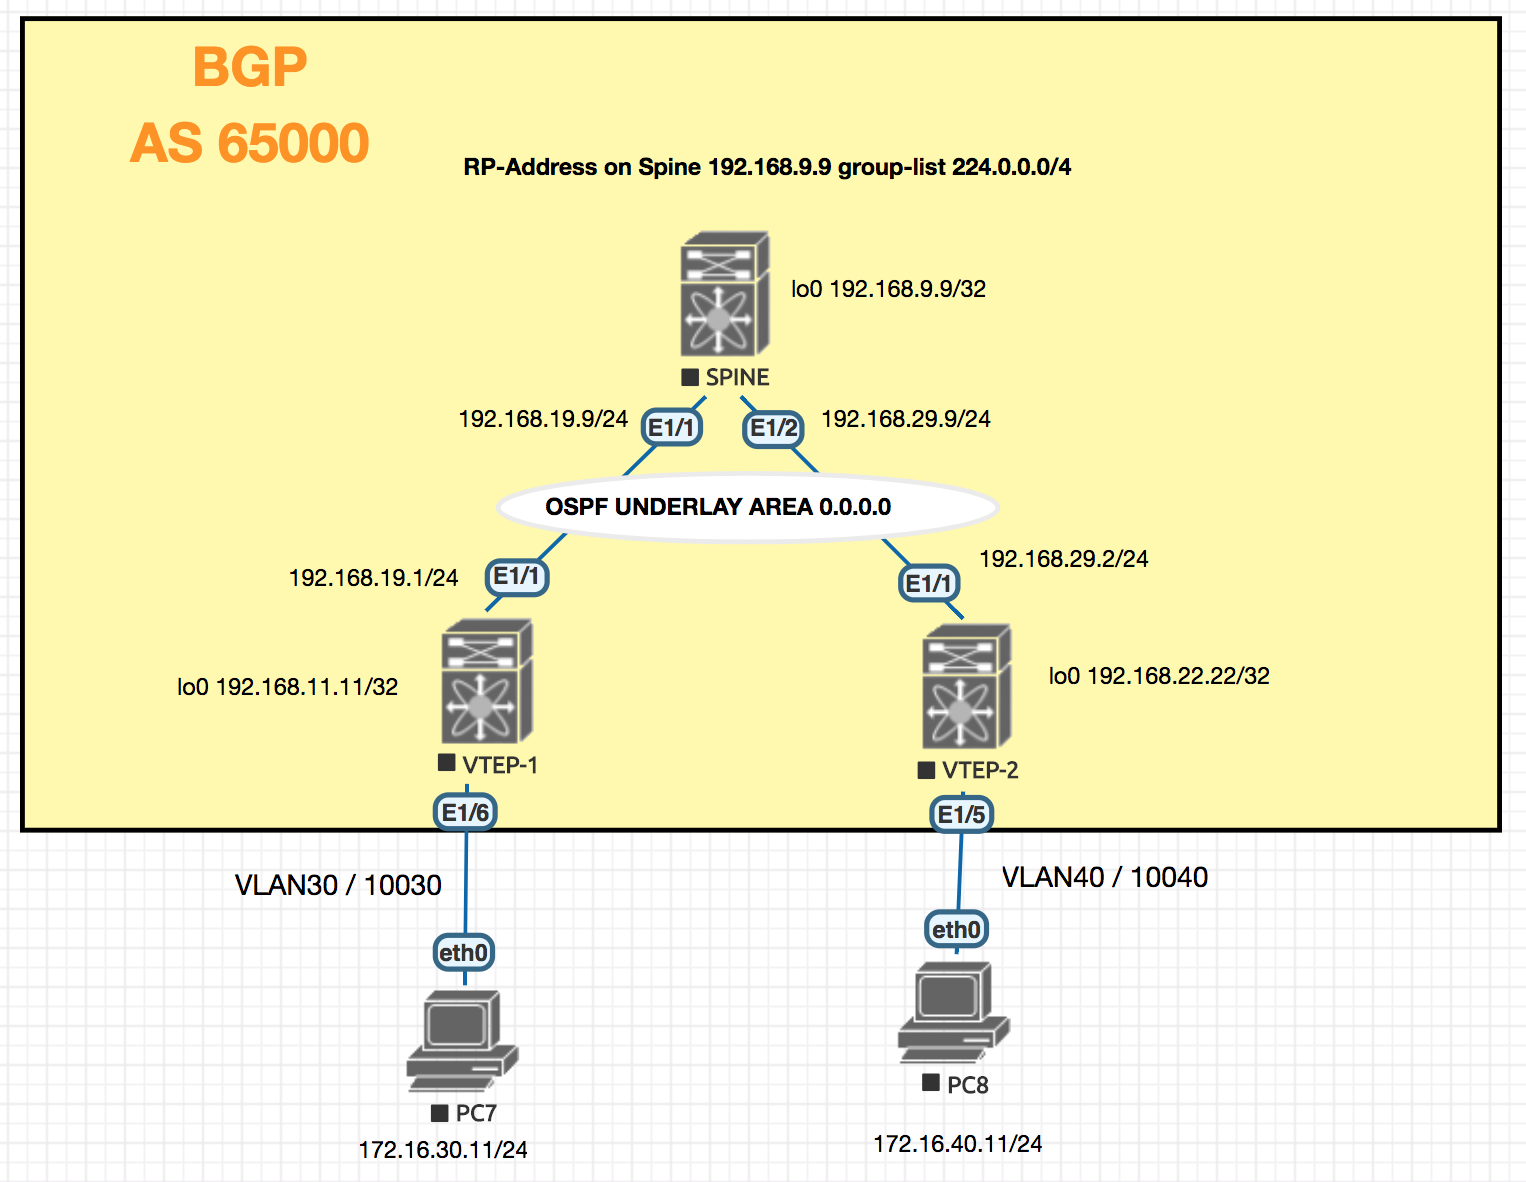 BGP
AS 65000
RP-Address on Spine 192.168.9.9 group-list 224.0.0.0/4
lo0 192.168.9.9/32
SPINE
192.168.19.9/24
E1/1
E1/2
192.168.29.9/24
OSPF UNDERLAY AREA 0.0.0.0
192.168.19.1/24
E1/1
E1/1
192.168.29.2/24
lo0 192.168.11.11/32
lo0 192.168.22.22/32
VTEP-1
VTEP-2
E1/6
E1/5
VLAN30 / 10030
VLAN40 / 10040
eth0
eth0
PC7
PC8
172.16.30.11/24
172.16.40.11/24